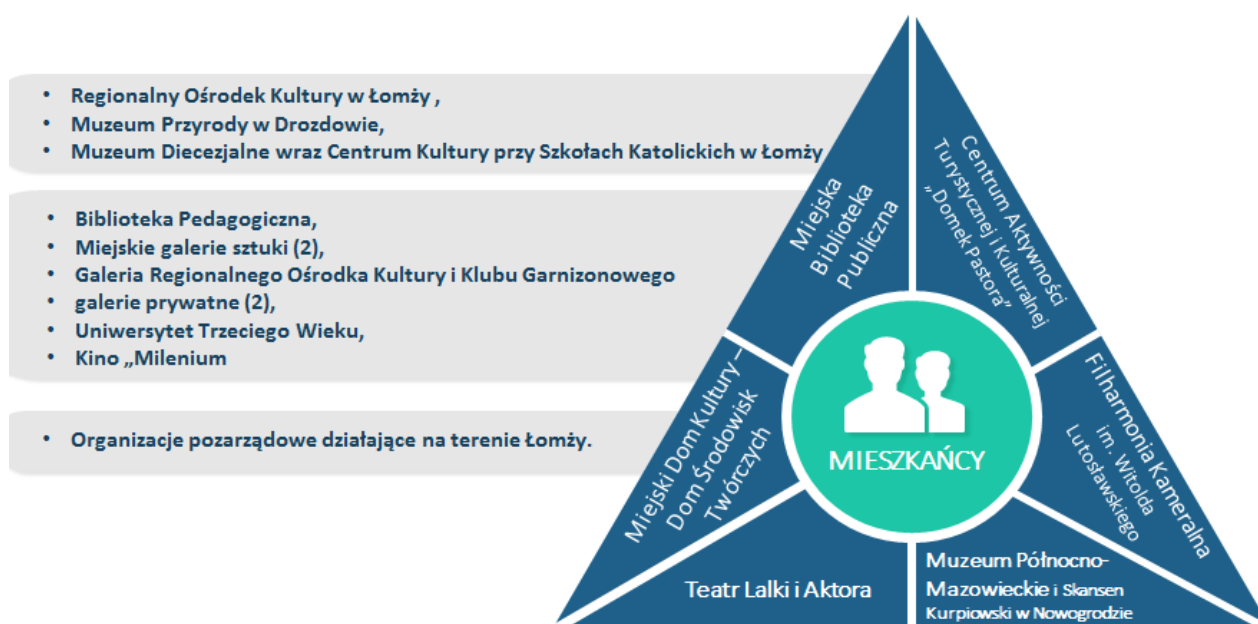 • Regionalny Ośrodek Kultury w Łomży ,
• Muzeum Przyrody w Drozdowie,
• Muzeum Diecezjalne wraz Centrum Kultury przy Szkołach Katolickich w Łomży
• Biblioteka Pedagogiczna,
• Miejskie galerie sztuki (2),
• Galeria Regionalnego Ośrodka Kultury i Klubu Garnizonowego
• galerie prywatne (2),
• Uniwersytet Trzeciego Wieku,
• Kino „Milenium
• Organizacje pozarządowe działające na terenie Łomży.
Miejska
Biblioteka
Publiczna
Centrum Aktywności
Turystycznej i Kulturalnej
„ Domek Pastora”
Miejski Dom Kultury –
Dom Środowisk
Twórczych
MIESZKAŃCY
Filharmonia Kameralna
im. Witolda
Lutosławskiego
Teatr Lalki i Aktora
Muzeum Północno-
Mazowieckie i Skansen
Kurpiowski w Nowogrodzie